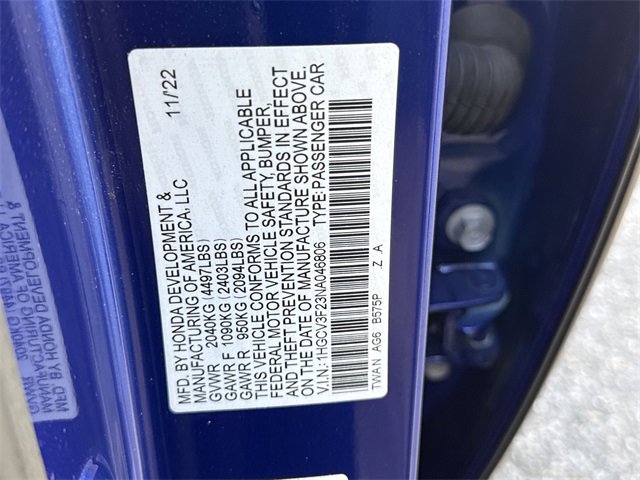 MFD. BY HONDA DEVELOPMENT & 11/22
MANUFACTURING OF AMERICA, LLC
GVWR 2040KG (4497LBS)
GAWR F 1090KG (2403LBS)
GAWR R 950KG (2094LBS)
THIS VEHICLE CONFORMS TO ALL APPLICABLE
FEDERAL MOTOR VEHICLE SAFETY, BUMPER,
AND THEFT PREVENTION STANDARDS IN EFFECT
ON THE DATE OF MANUFACTURE SHOWN ABOVE.
V.I.N.: 1HGCV3F23NA046806 TYPE: PASSENGER CAR
TWAN AG6 B575P .Z .A